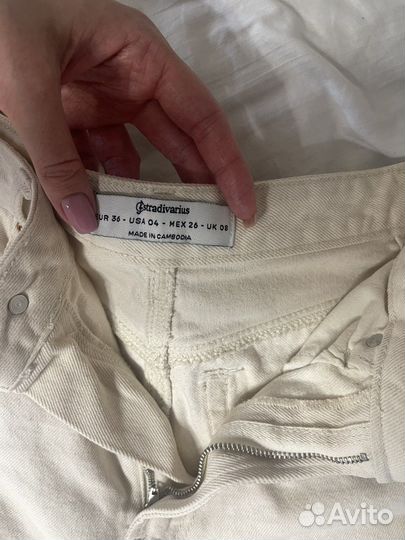 Stradivarius
EUR 36 - USA 04 - MEX 26 - UK 08
MADE IN CAMBODIA
Avito